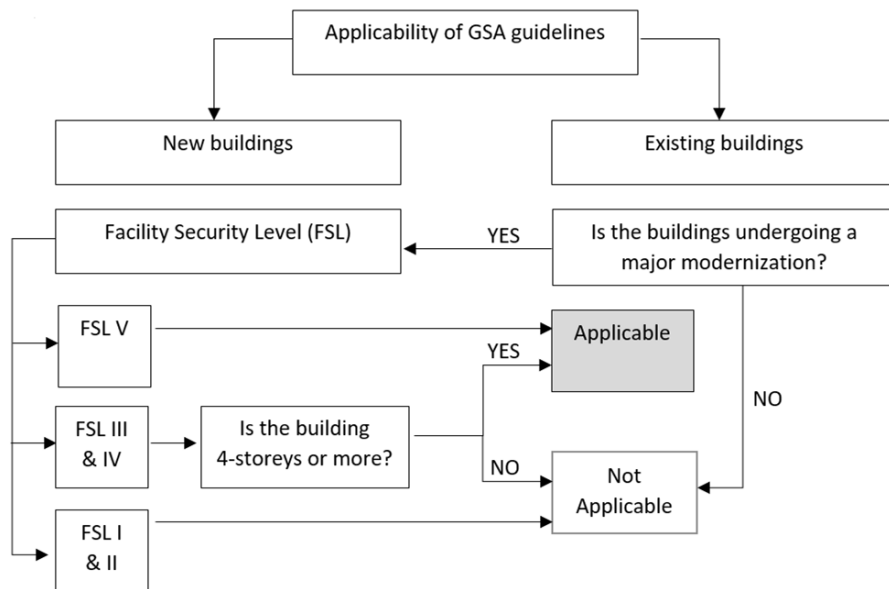 Applicability of GSA guidelines
New buildings
Existing buildings
Facility Security Level (FSL)
YES
Is the buildings undergoing a
major modernization?
FSL V
Applicable
YES
NO
FSL III
& IV
Is the building
4-storeys or more?
NO
Not
Applicable
FSL I
& II